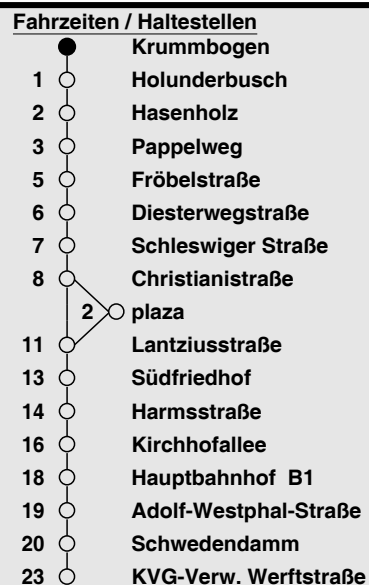 Fahrzeiten / Haltestellen
Krummbogen
1 Holunderbusch
2 Hasenholz
3 Pappelweg
5 Fröbelstraße
6 Diesterwegstraße
7 Schleswiger Straße
8 Christianistraße
2 plaza
11 Lantziusstraße
13 Südfriedhof
14 Harmsstraße
16 Kirchhofallee
18 Hauptbahnhof B1
19 Adolf-Westphal-Straße
20 Schwedendamm
23 KVG-Verw. Werftstraße